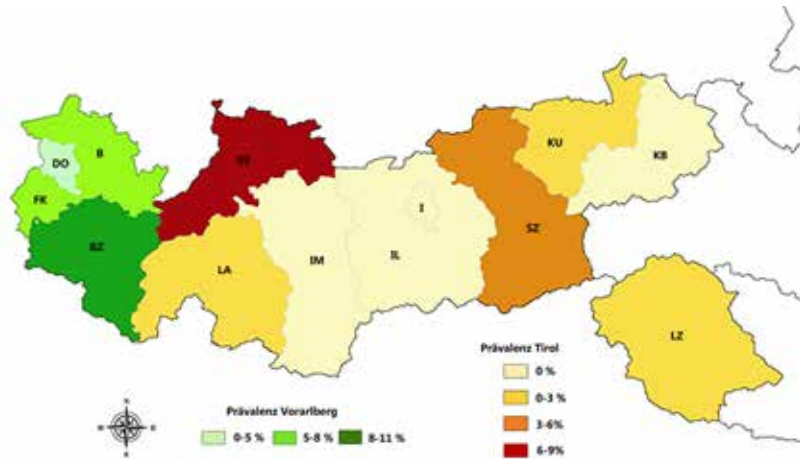 KU
B
DO
KB
FK
I
SZ
BZ
IL
IM
LA
LZ
Prävalenz Tirol
0 %
0-3 %
3-6%
6-9%
Prävalenz Vorarlberg
0-5 %
5-8 %
8-11 %
N